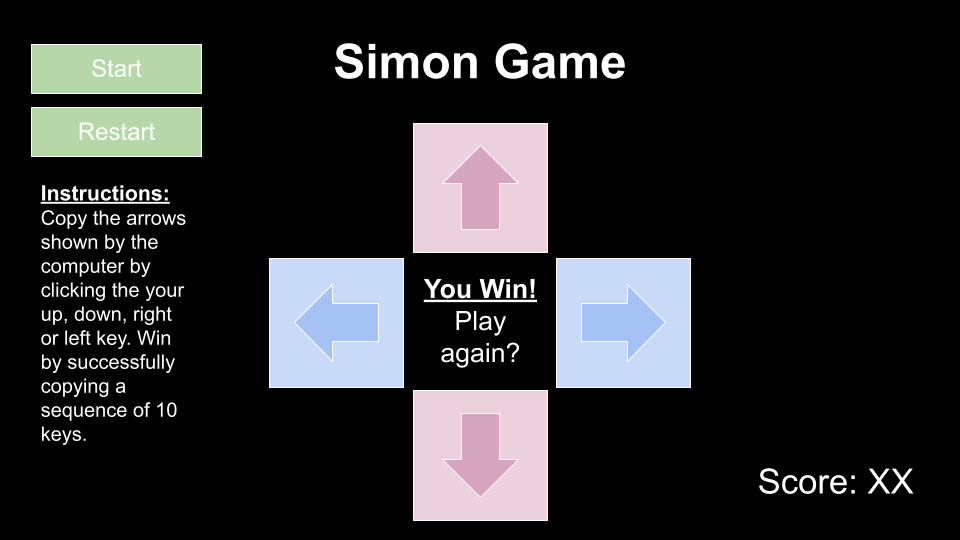 Simon Game
Start
Restart
Instructions:
Copy the arrows
shown by the
computer by
clicking the your
up, down, right
or left key. Win
by successfully
copying a
sequence of 10
keys.
You Win!
Play
again?
Score: XX